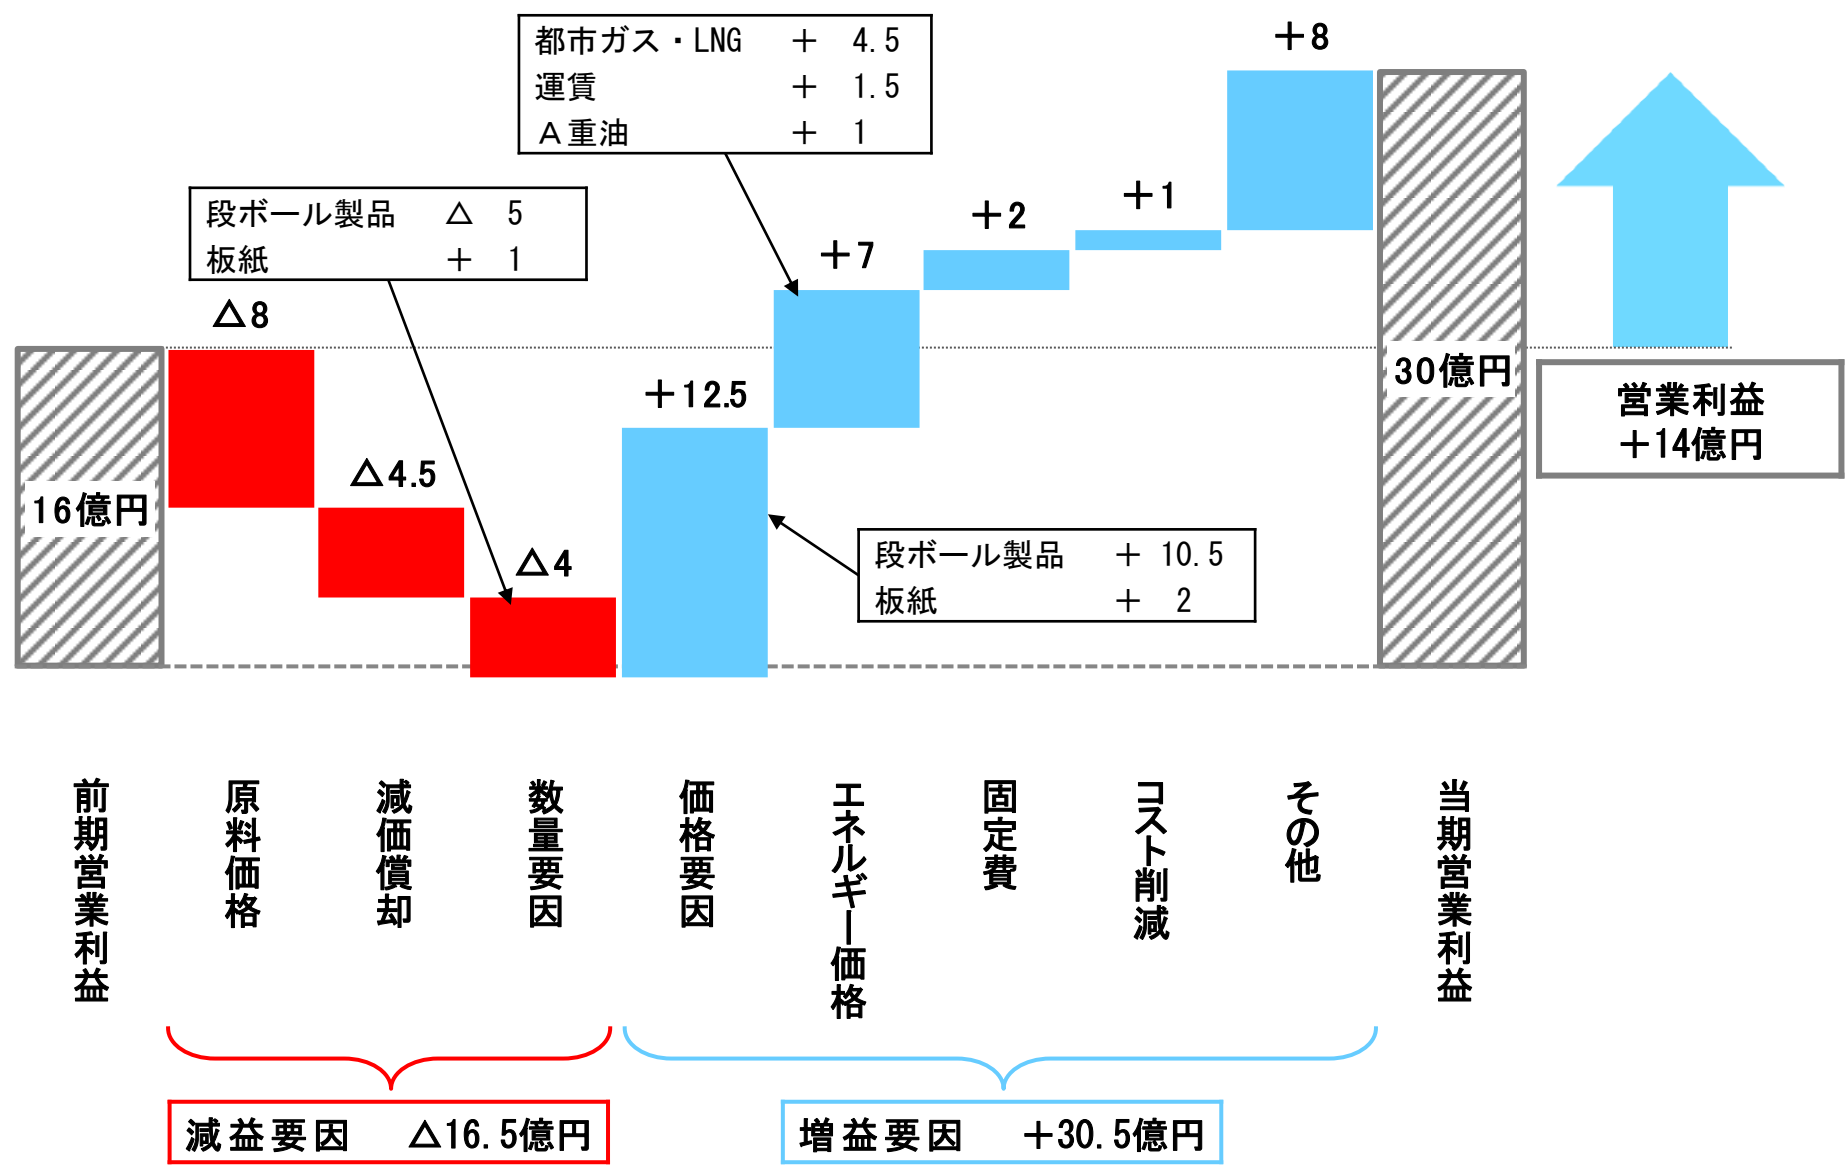 都市ガス・LNG ＋ 4.5
運賃 ＋ 1.5
Ａ重油 ＋ 1
＋8
段ボール製品 △ 5
板紙 ＋ 1
＋1
＋2
＋7
△8
＋12.5
△4.5
△4
16億円
30億円
営業利益
＋14億円
段ボール製品 ＋ 10.5
板紙 ＋ 2
前期営業利益
原料価格
減価償却
数量要因
価格要因
エネルギー価格
固定費
コスト削減
その他
当期営業利益
減益要因 △16.5億円
増益要因 ＋30.5億円